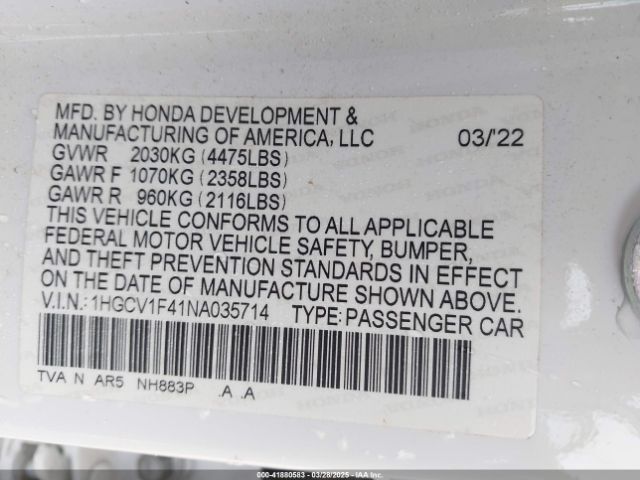 MFD. BY HONDA DEVELOPMENT &
MANUFACTURING OF AMERICA, LLC 03/'22
GVWR 2030KG (4475LBS)
GAWR F 1070KG (2358LBS)
GAWR R 960KG (2116LBS)
THIS VEHICLE CONFORMS TO ALL APPLICABLE
FEDERAL MOTOR VEHICLE SAFETY, BUMPER,
AND THEFT PREVENTION STANDARDS IN EFFECT
ON THE DATE OF MANUFACTURE SHOWN ABOVE.
V.I.N.: 1HGCV1F41NA035714 TYPE: PASSENGER CAR
TVA N AR5 NH883P .A .A
000-41880583 - 03/28/2025 - IAA Holdings, LLC.